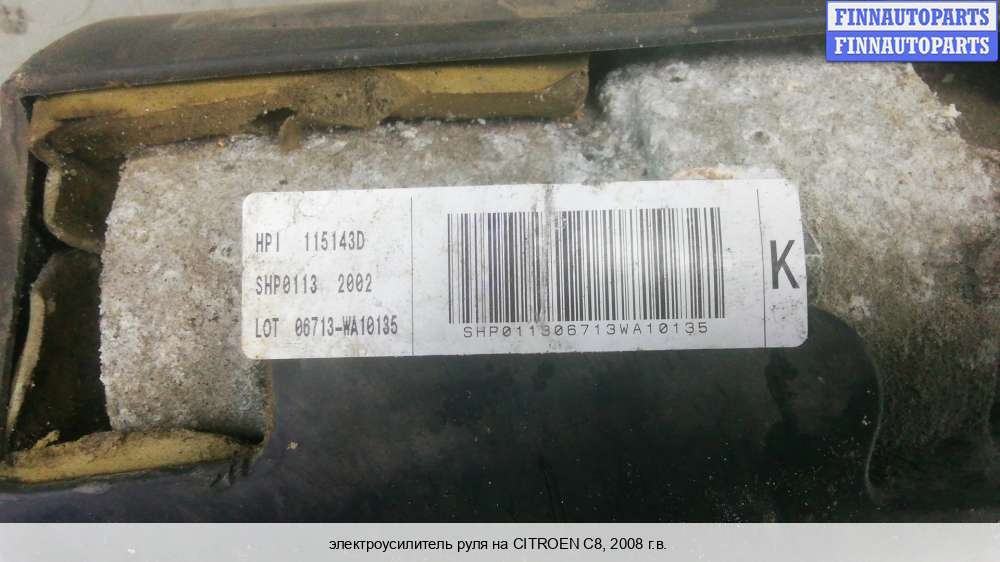 FINNAUTOPARTS
FINNAUTOPARTS
HPI 115143D
SHP0113 2002
LOT 06713-WA10135
SHP011306713WA10135
K
электроусилитель руля на CITROEN C8, 2008 г.в.